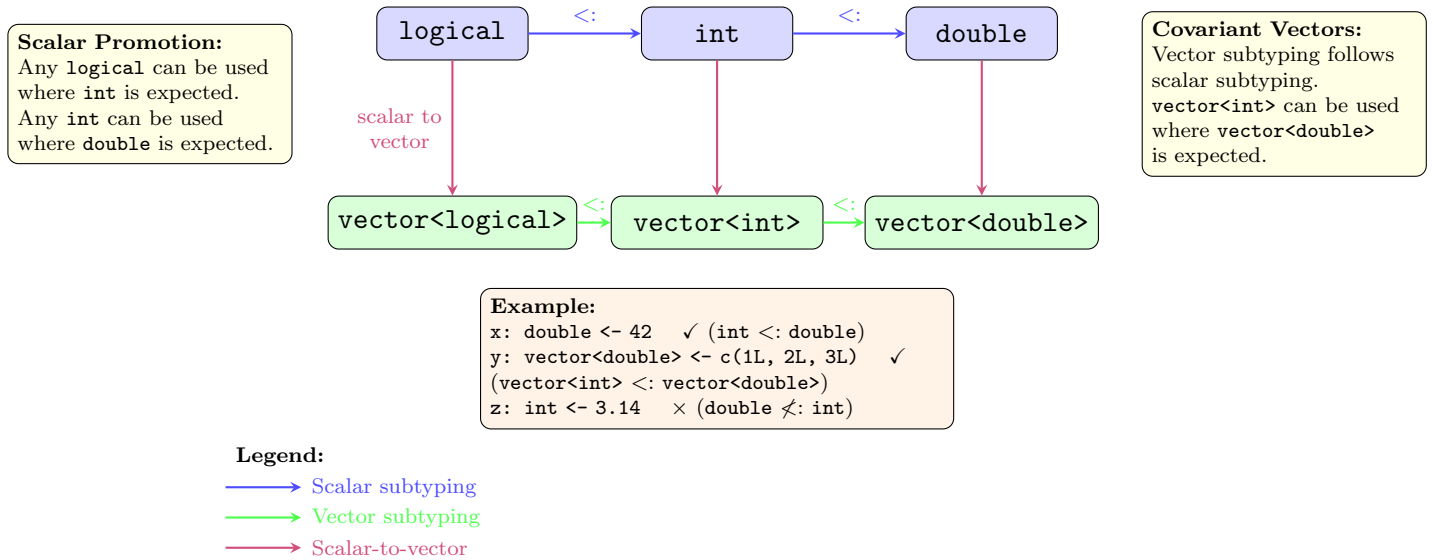 Scalar Promotion:
Any logical can be used
where int is expected.
Any int can be used
where double is expected.
logical
<:
int
<:
double
Covariant Vectors:
Vector subtyping follows
scalar subtyping.
vector<int> can be used
where vector<double>
is expected.
scalar to
vector
vector<logical>
<:
vector<int>
<:
vector<double>
Example:
x: double <- 42 ✓ (int <: double)
y: vector<double> <- c(1L, 2L, 3L) ✓
(vector<int> <: vector<double>)
z: int <- 3.14 × (double ≮: int)
Legend:
Scalar subtyping
Vector subtyping
Scalar-to-vector